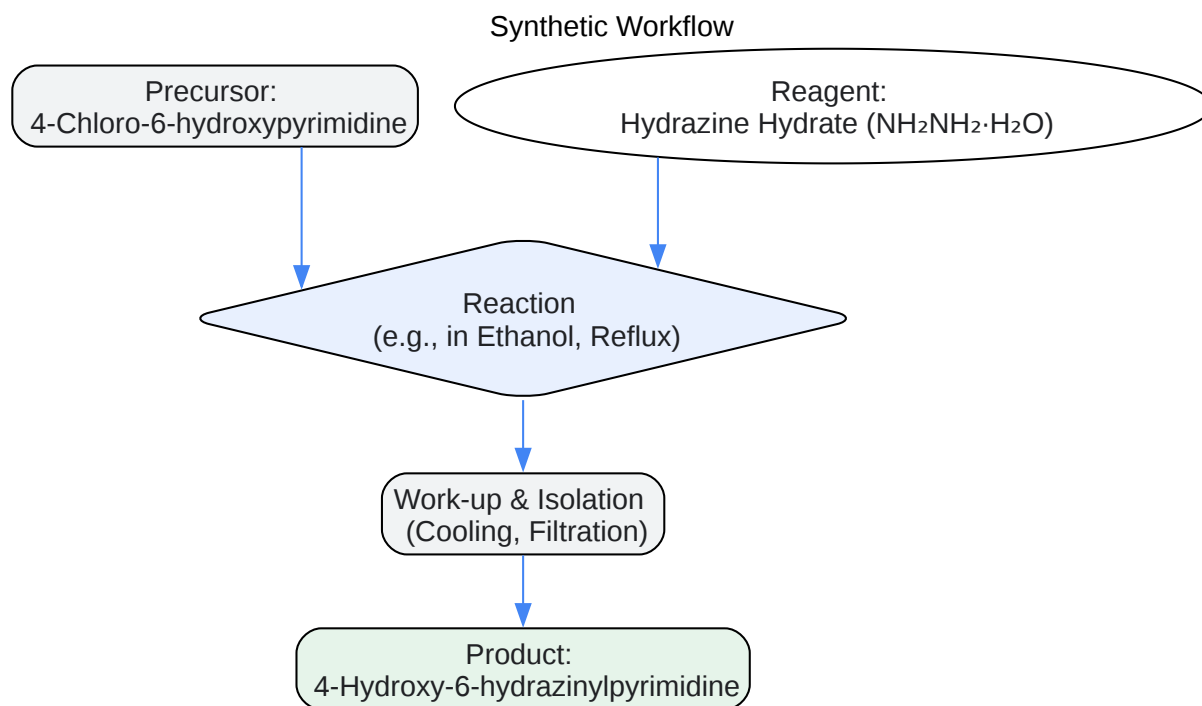 Synthetic Workflow
Precursor:
4-Chloro-6-hydroxypyrimidine
Reagent:
Hydrazine Hydrate (NH₂NH₂·H₂O)
Reaction
(e.g., in Ethanol, Reflux)
Work-up & Isolation
(Cooling, Filtration)
Product:
4-Hydroxy-6-hydrazinylpyrimidine